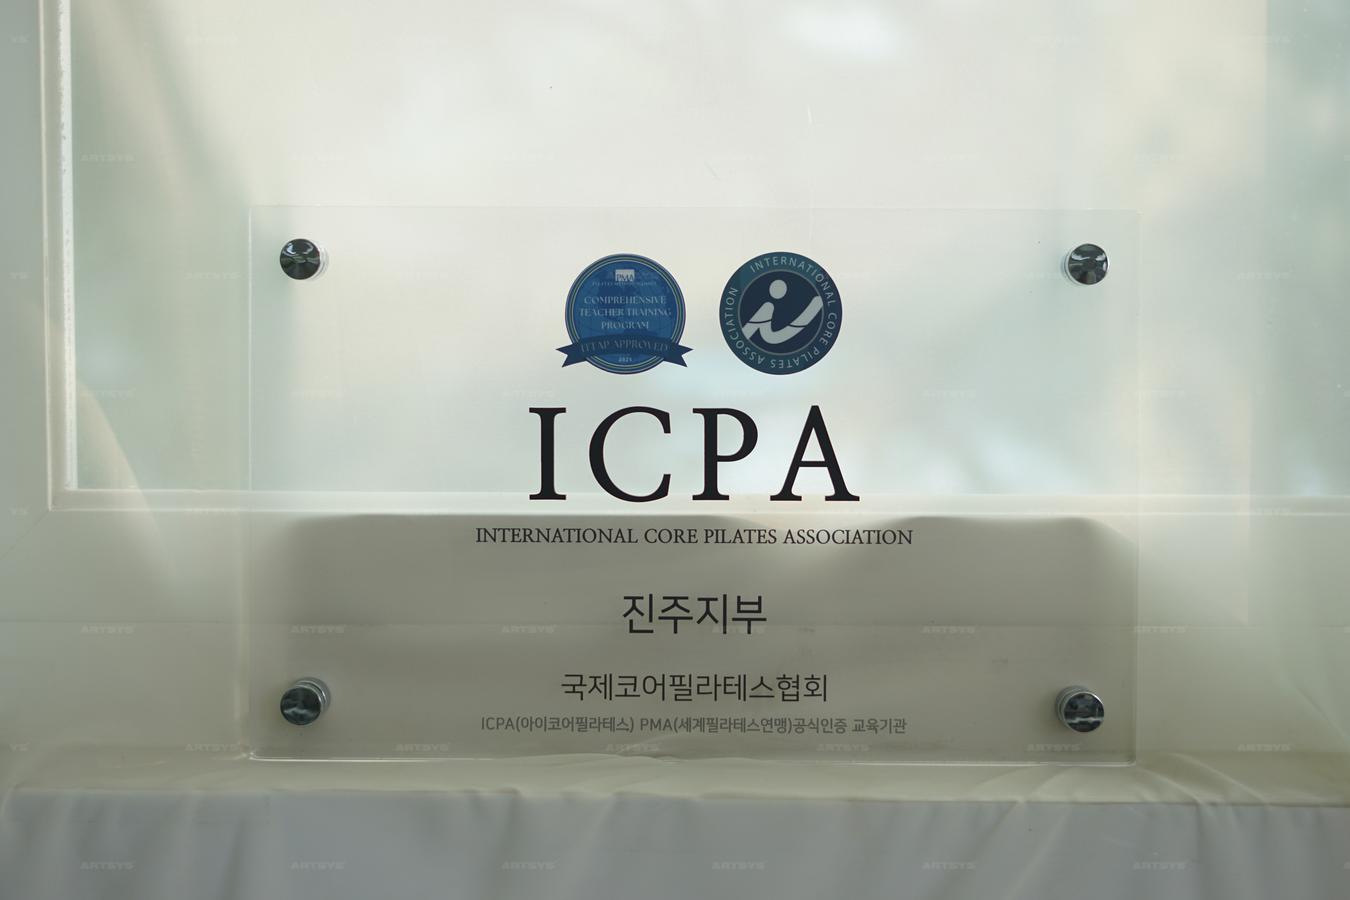 PMA
COMPREHENSIVE
TEACHER TRAINING
PROGRAM
TTAP APPROVED
2021
INTERNATIONAL CORE PILATES ASSOCIATION
ICPA
INTERNATIONAL CORE PILATES ASSOCIATION
진주지부
국제코어필라테스협회
ICPA(아이코어필라테스) PMA(세계필라테스연맹)공식인증 교육기관
ARTSYS